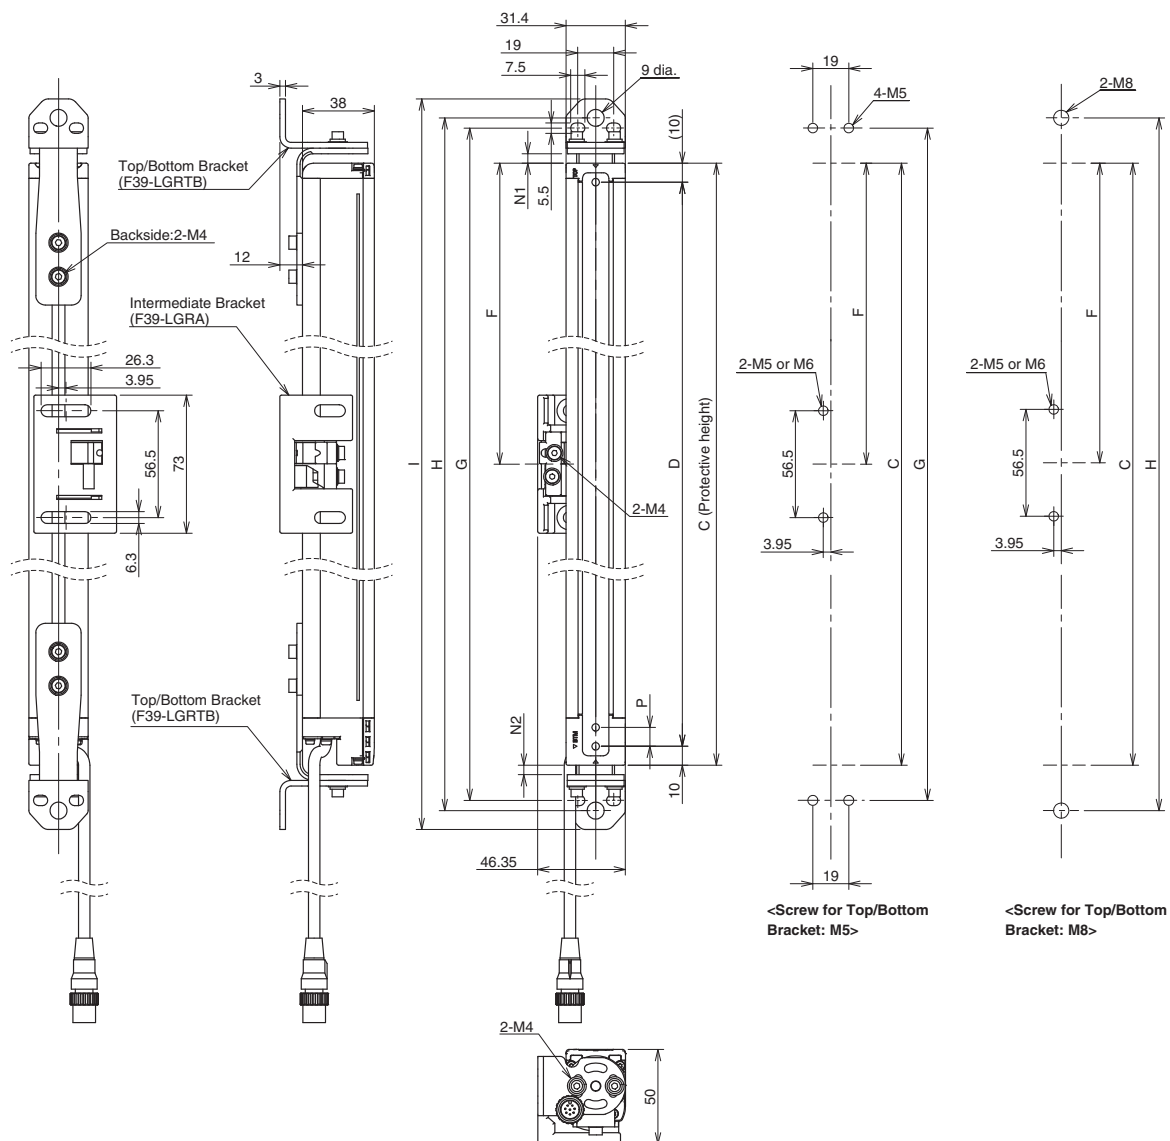 31.4
19
7.5
9 dia.
3
38
(10)
Top/Bottom Bracket
(F39-LGRTB)
N1
5.5
Backside:2-M4
12
Intermediate Bracket
(F39-LGRA)
F
26.3
3.95
56.5
73
6.3
I
H
G
D
C (Protective height)
2-M4
Top/Bottom Bracket
(F39-LGRTB)
N2
P
10
46.35
2-M4
50
19
4-M5
F
2-M5 or M6
56.5
C
G
3.95
19
<Screw for Top/Bottom
Bracket: M5>
2-M8
F
2-M5 or M6
56.5
C
H
3.95
<Screw for Top/Bottom
Bracket: M8>